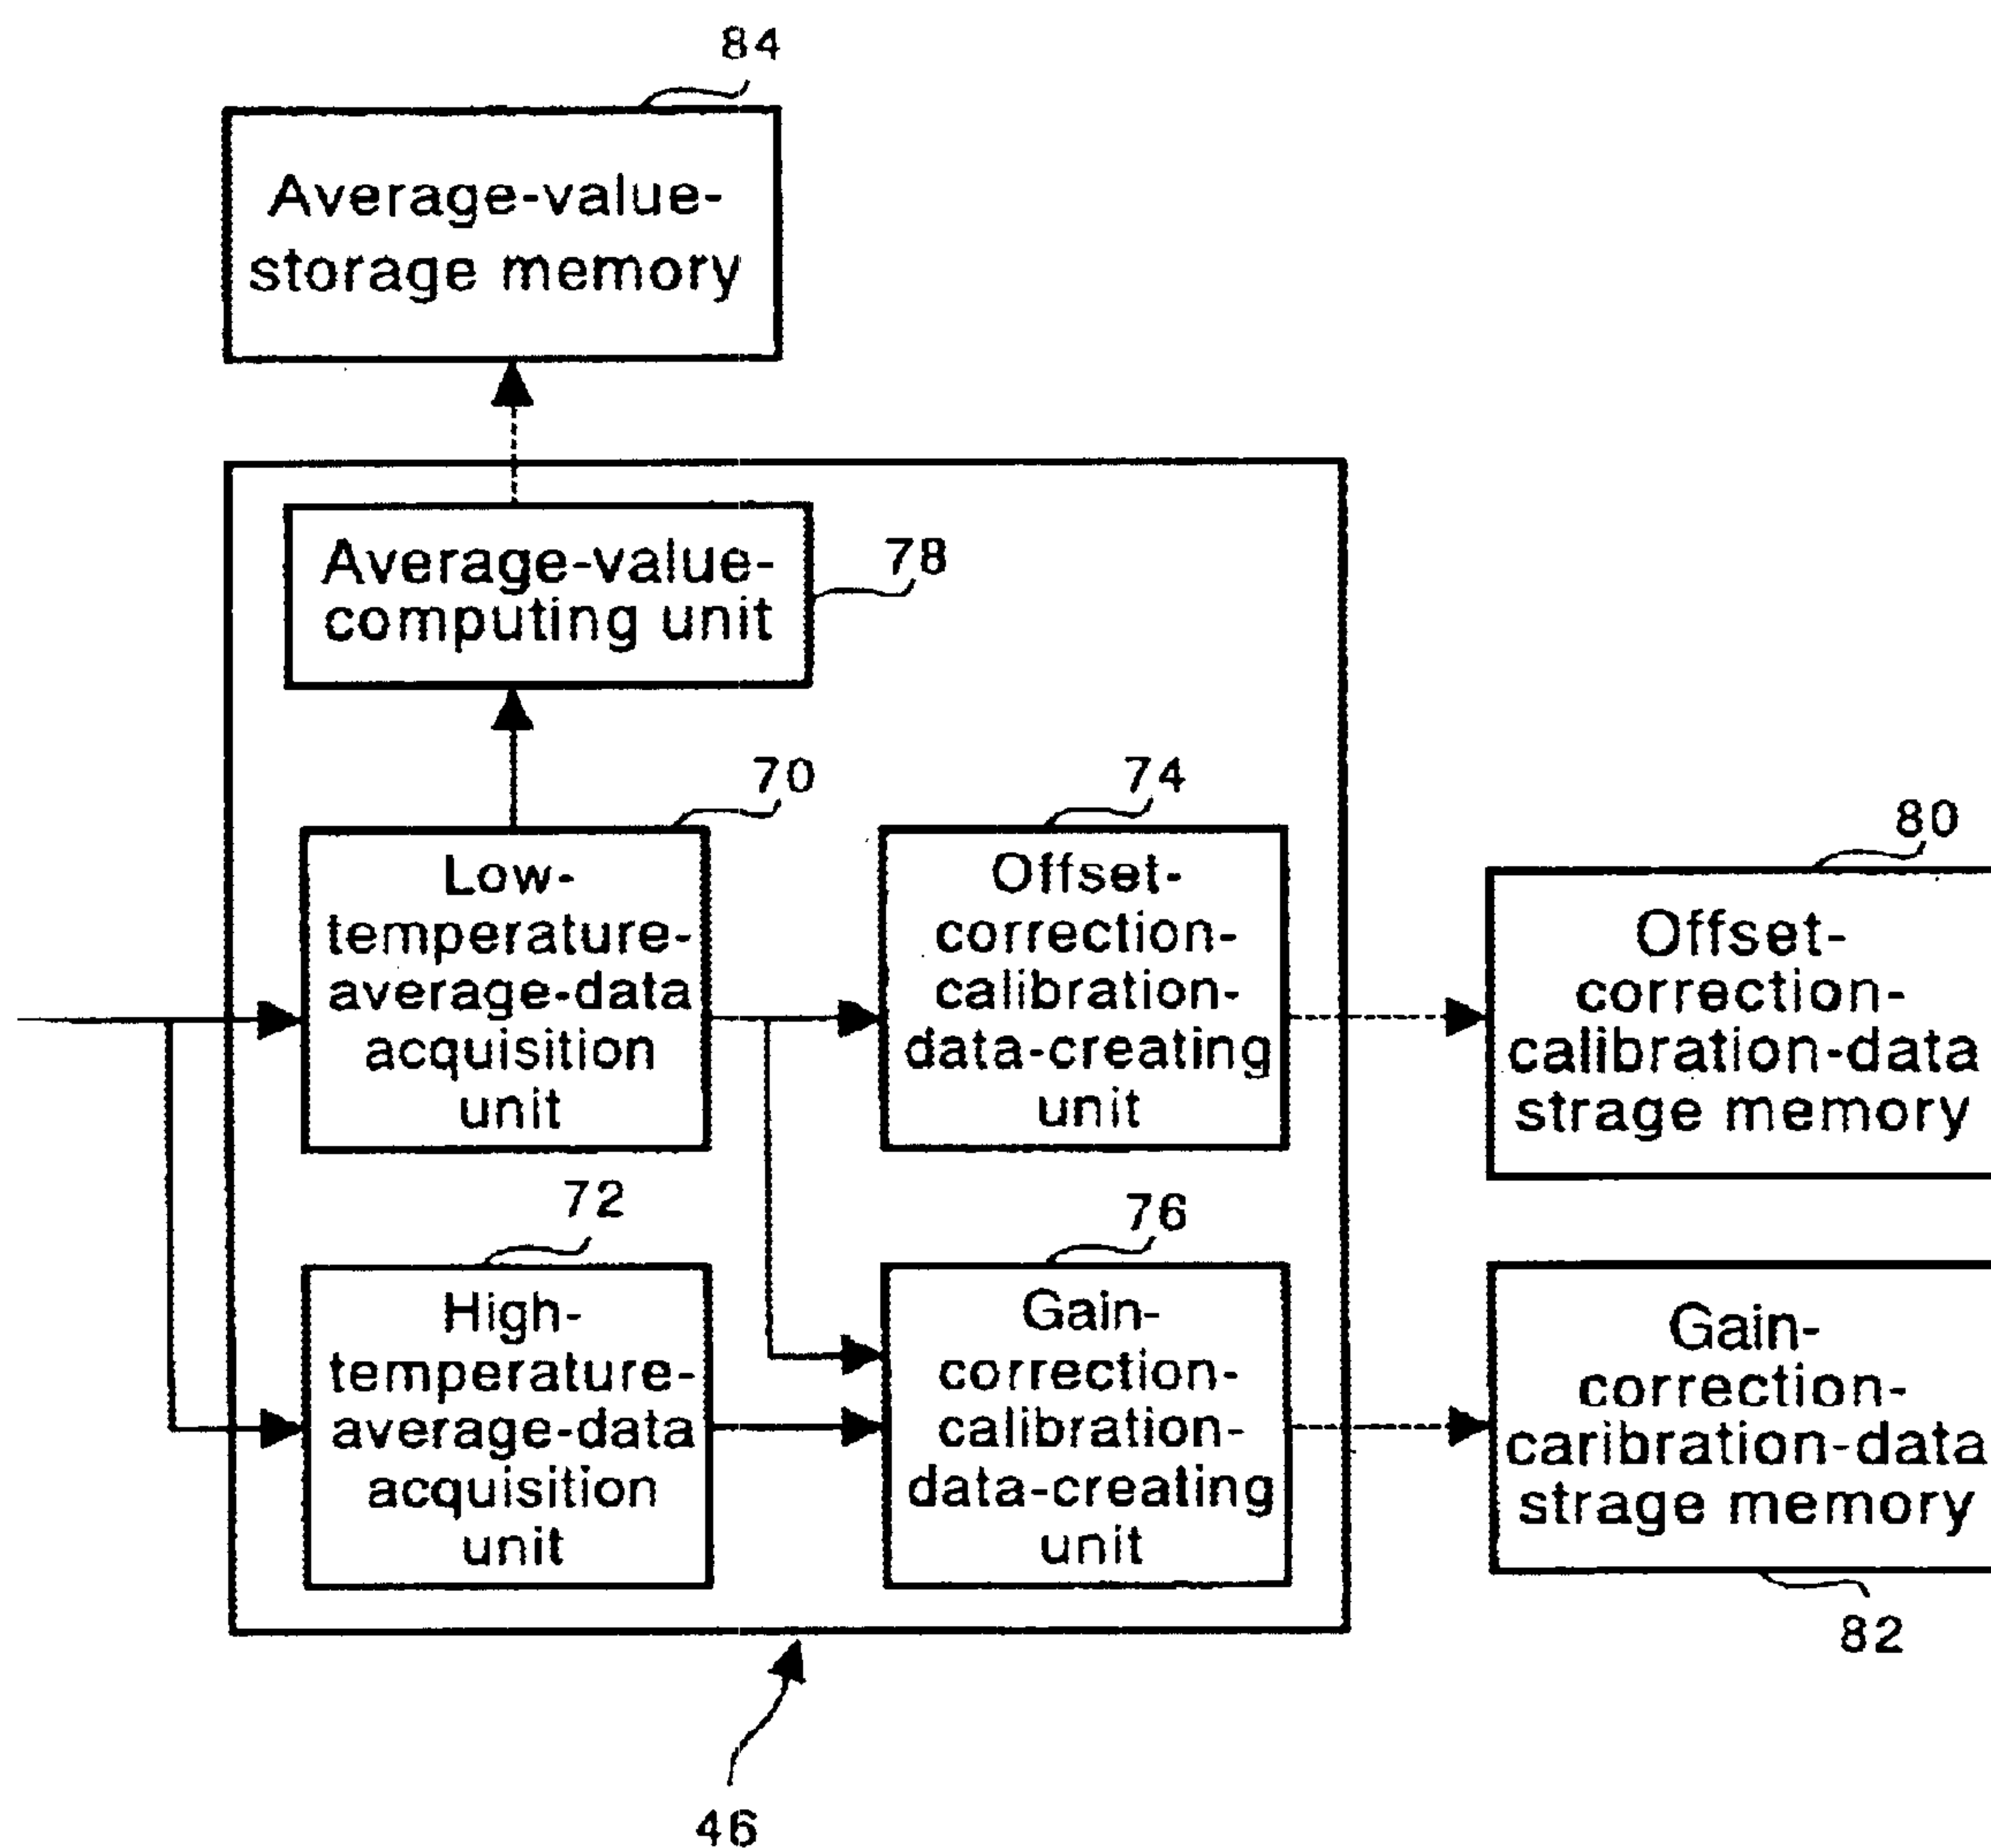 84
Average-value-
storage memory
Average-value-
computing unit
78
70
Low-
temperature-
average-data
acquisition
unit
74
Offset-
correction-
calibration-
data-creating
unit
80
Offset-
correction-
calibration-data
strage memory
72
High-
temperature-
average-data
acquisition
unit
76
Gain-
correction-
calibration-
data-creating
unit
Gain-
correction-
caribration-data
strage memory
82
46